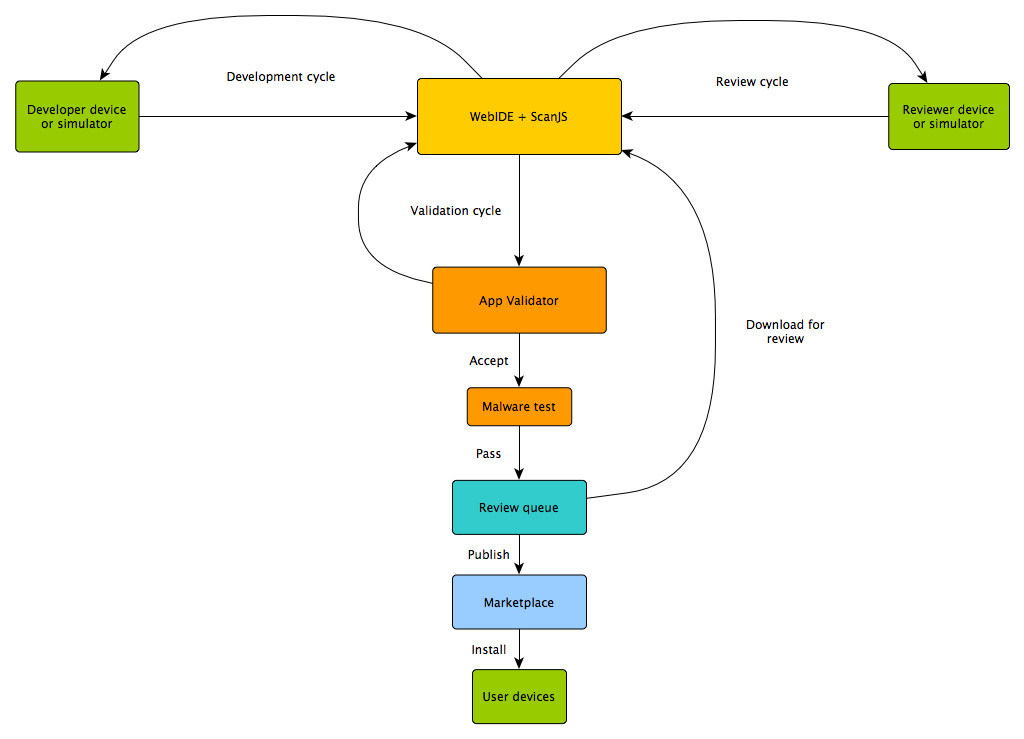 Development cycle
Review cycle
Developer device
or simulator
WebIDE + ScanJS
Reviewer device
or simulator
Validation cycle
App Validator
Download for
review
Accept
Malware test
Pass
Review queue
Publish
Marketplace
Install
User devices